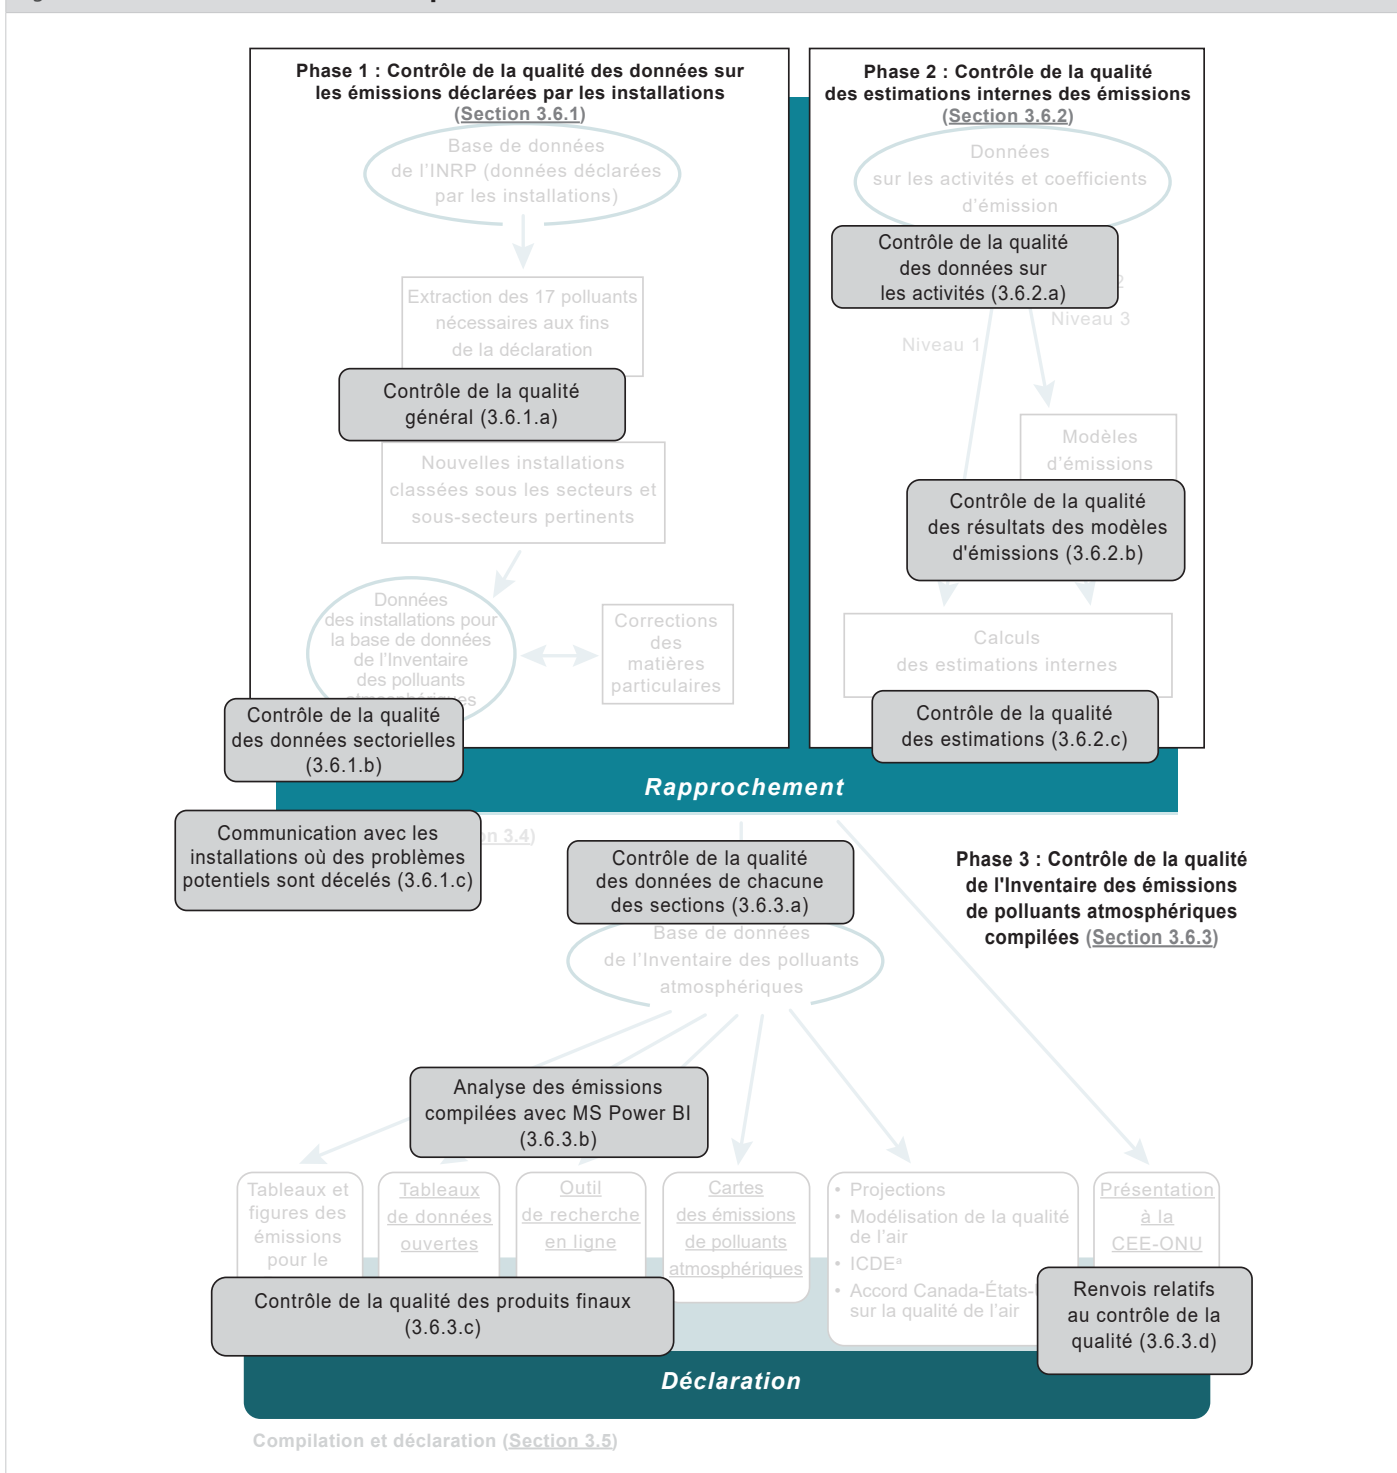 Phase 1 : Contrôle de la qualité des données sur
les émissions déclarées par les installations
(Section 3.6.1)
Base de données
de l'INRP (données déclarées
par les installations)
Extraction des 17 polluants
nécessaires aux fins
de la déclaration
Contrôle de la qualité
général (3.6.1.a)
Nouvelles installations
classées sous les secteurs et
sous-secteurs pertinents
Données
des installations pour
la base de données
de l'Inventaire
des polluants
atmosphériques
Corrections
des
matières
particulaires
Contrôle de la qualité
des données sectorielles
(3.6.1.b)
Phase 2 : Contrôle de la qualité
des estimations internes des émissions
(Section 3.6.2)
Données
sur les activités et coefficients
d'émission
Contrôle de la qualité
des données sur
les activités (3.6.2.a)
2
Niveau 3
Niveau 1
Modèles
d'émissions
Contrôle de la qualité
des résultats des modèles
d'émissions (3.6.2.b)
Calculs
des estimations internes
Contrôle de la qualité
des estimations (3.6.2.c)
Rapprochement
Communication avec les
installations où des problèmes
potentiels sont décelés (3.6.1.c)
on 3.4)
Contrôle de la qualité
des données de chacune
des sections (3.6.3.a)
Phase 3 : Contrôle de la qualité
de l'Inventaire des émissions
de polluants atmosphériques
compilées (Section 3.6.3)
Base de données
de l'Inventaire des polluants
atmosphériques
Analyse des émissions
compilées avec MS Power BI
(3.6.3.b)
Tableaux et
figures des
émissions
pour le
Tableaux
de données
ouvertes
Outil
de recherche
en ligne
Cartes
des émissions
de polluants
atmosphériques
• Projections
• Modélisation de la qualité
de l'air
• ICDEª
• Accord Canada-États-
sur la qualité de l'air
Présentation
à la
CEE-ONU
Contrôle de la qualité des produits finaux
(3.6.3.c)
Renvois relatifs
au contrôle de la
qualité (3.6.3.d)
Déclaration
Compilation et déclaration (Section 3.5)